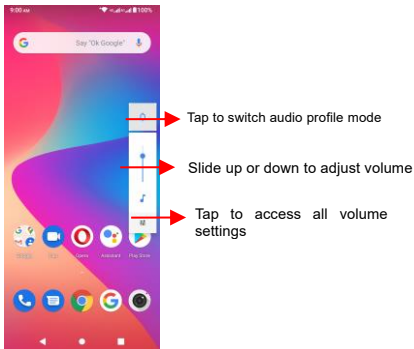 9:00 AM
100%
Say "Ok Google"
Tap to switch audio profile mode
Slide up or down to adjust volume
Tap to access all volume
settings
Opera
Assistant
Play Store